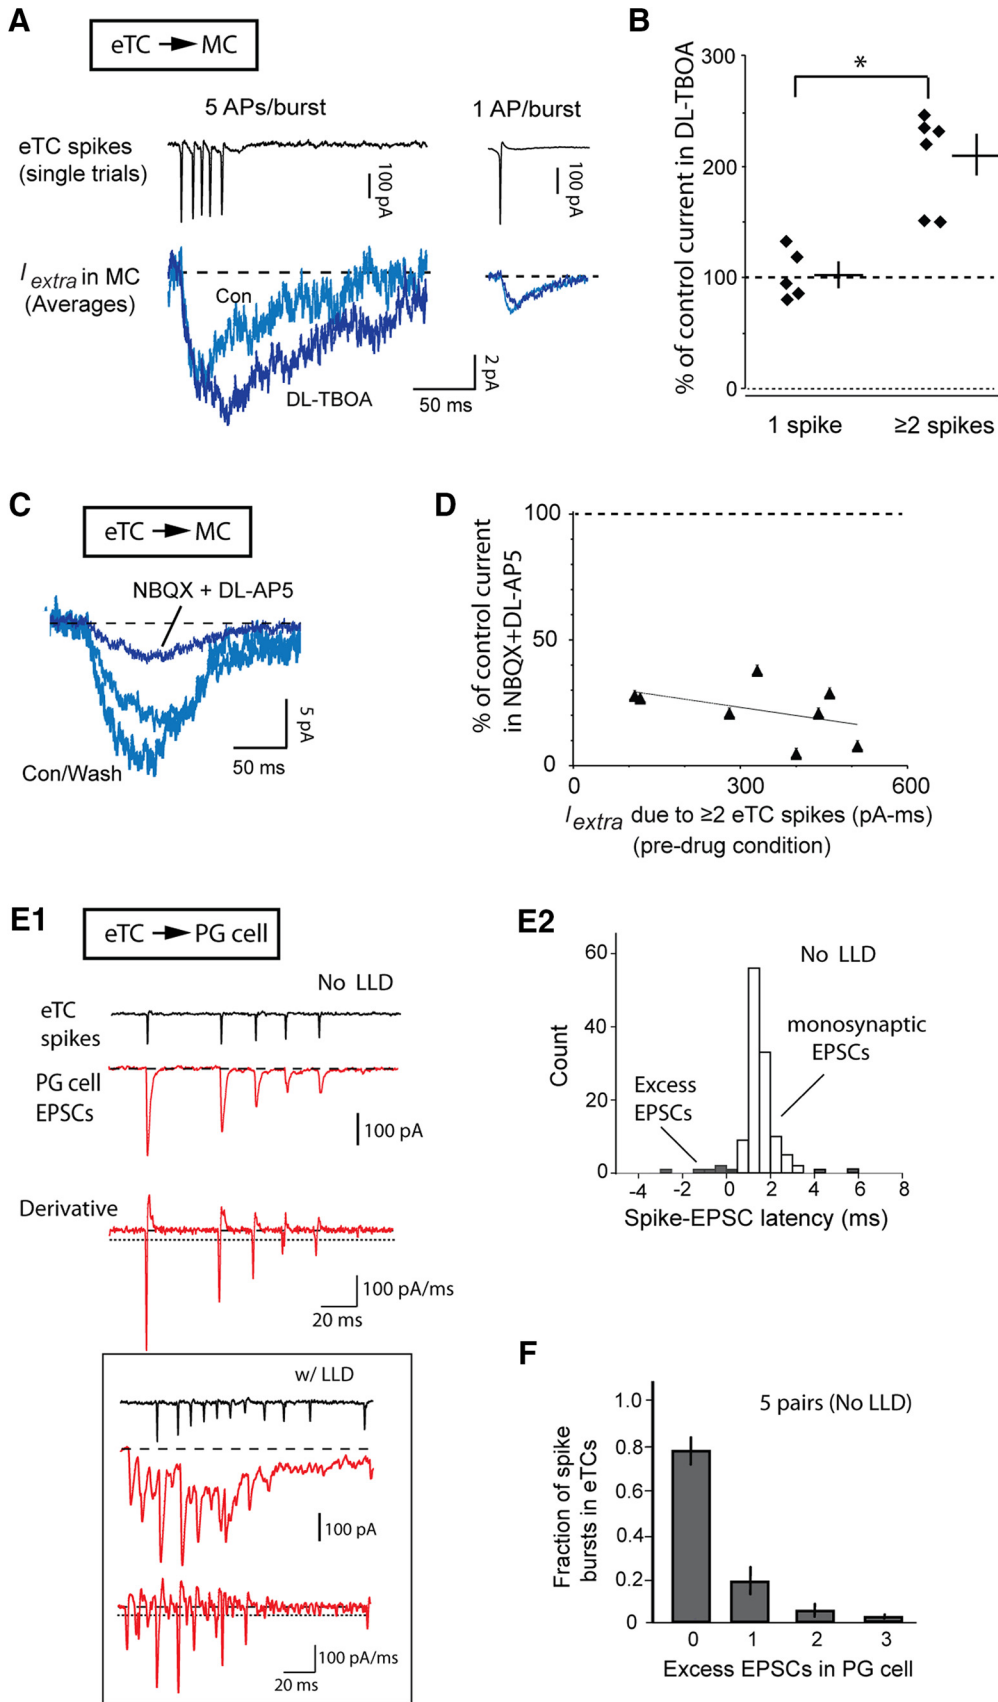 A
eTC → MC
5 APs/burst
1 AP/burst
eTC spikes
(single trials)
100 pA
100 pA
I extra in MC
(Averages)
Con
DL-TBOA
2 pA
50 ms
B
% of control current in DL-TBOA
300
200
100
0
*
1 spike
≥2 spikes
C
eTC → MC
NBQX + DL-AP5
5 pA
50 ms
Con/Wash
D
% of control current
in NBQX+DL-AP5
100
50
0
0
300
600
I extra due to ≥2 eTC spikes (pA-ms)
(pre-drug condition)
E1
eTC → PG cell
No LLD
eTC
spikes
PG cell
EPSCs
100 pA
Derivative
100 pA/ms
20 ms
w/ LLD
100 pA
100 pA/ms
20 ms
E2
No LLD
Count
60
40
20
0
monosynaptic
EPSCs
Excess
EPSCs
-4 -2 0 2 4 6 8
Spike-EPSC latency (ms)
F
5 pairs (No LLD)
Fraction of spike
bursts in eTCs
1.0
0.8
0.6
0.4
0.2
0
0 1 2 3
Excess EPSCs in PG cell